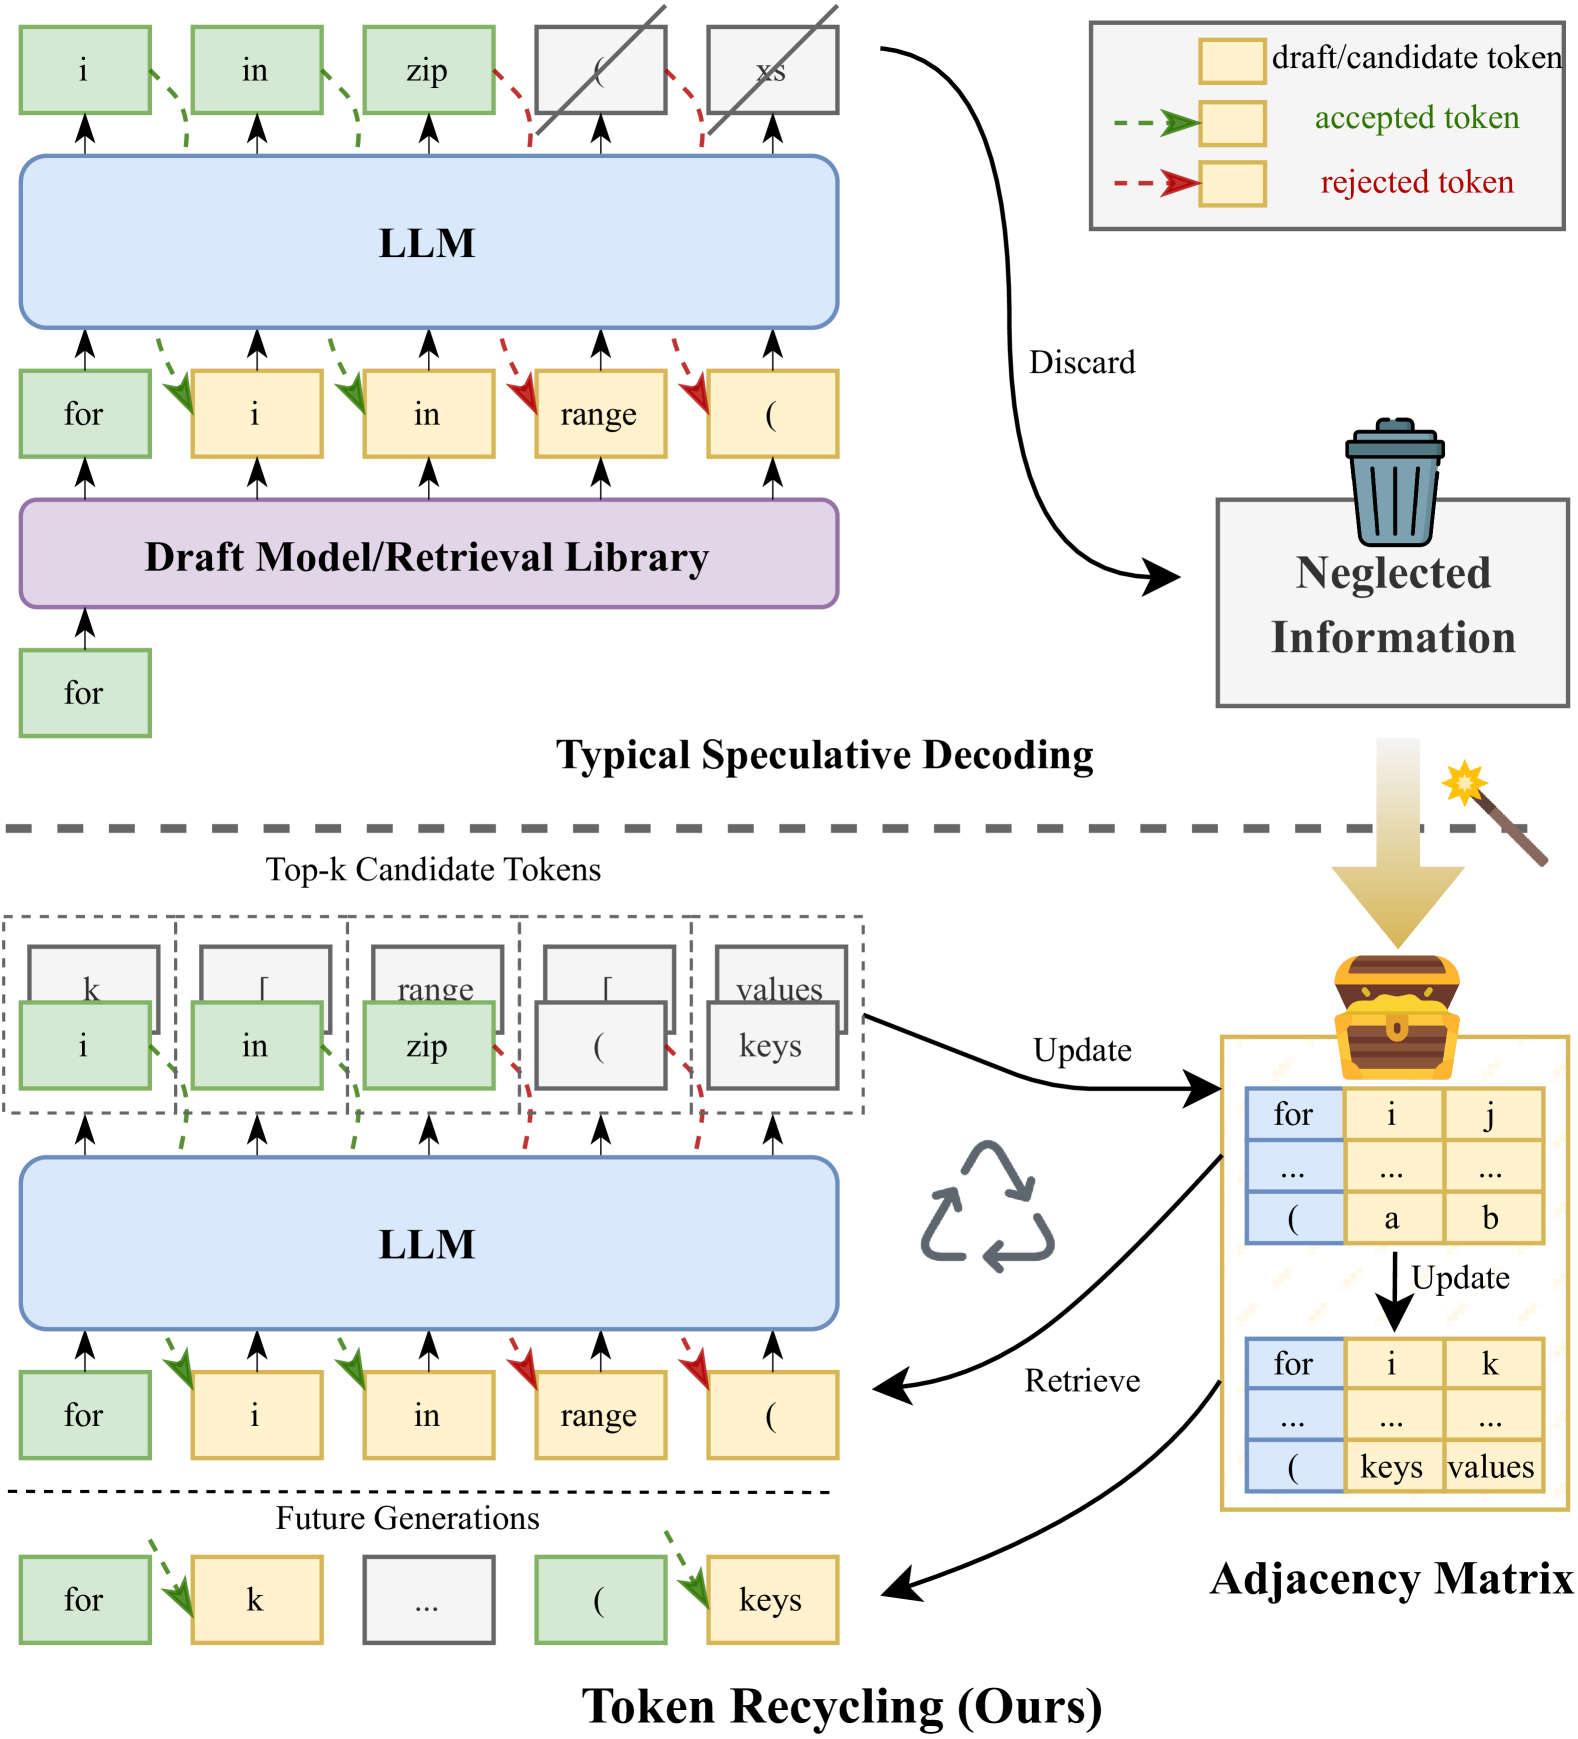 i in zip ( xs
draft/candidate token
accepted token
rejected token
LLM
Discard
for i in range (
Draft Model/Retrieval Library
Neglected
Information
for
Typical Speculative Decoding
Top-k Candidate Tokens
k [ range [ values
i in zip ( keys
Update
for i j
... ... ...
( a b
LLM
Update
Retrieve
for i k
... ... ...
( keys values
for i in range (
Future Generations
for k ... ( keys
Adjacency Matrix
Token Recycling (Ours)